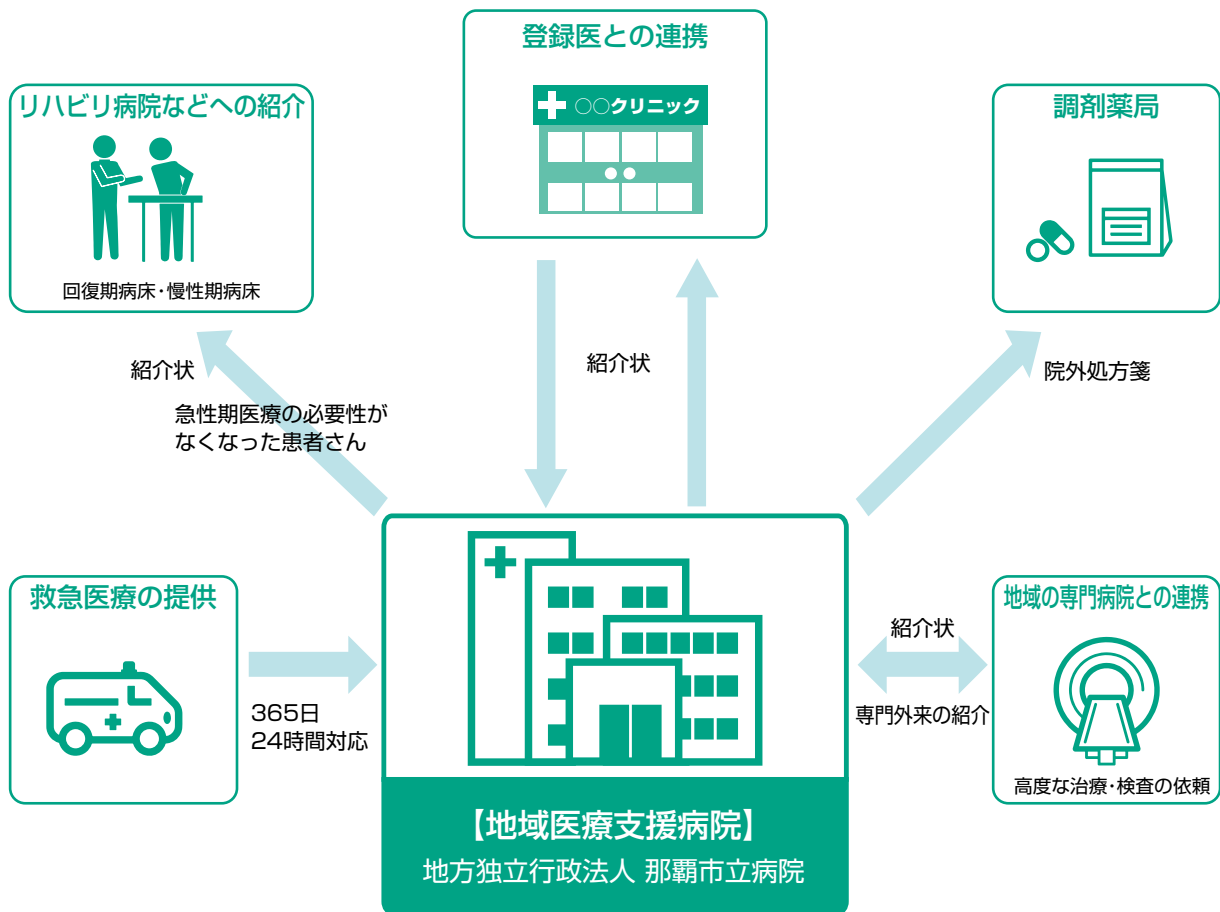 登録医との連携
○○クリニック
リハビリ病院などへの紹介
回復期病床・慢性期病床
調剤薬局
紹介状
急性期医療の必要性が
なくなった患者さん
紹介状
院外処方箋
救急医療の提供
365日
24時間対応
紹介状
専門外来の紹介
地域の専門病院との連携
高度な治療・検査の依頼
【地域医療支援病院】
地方独立行政法人 那覇市立病院